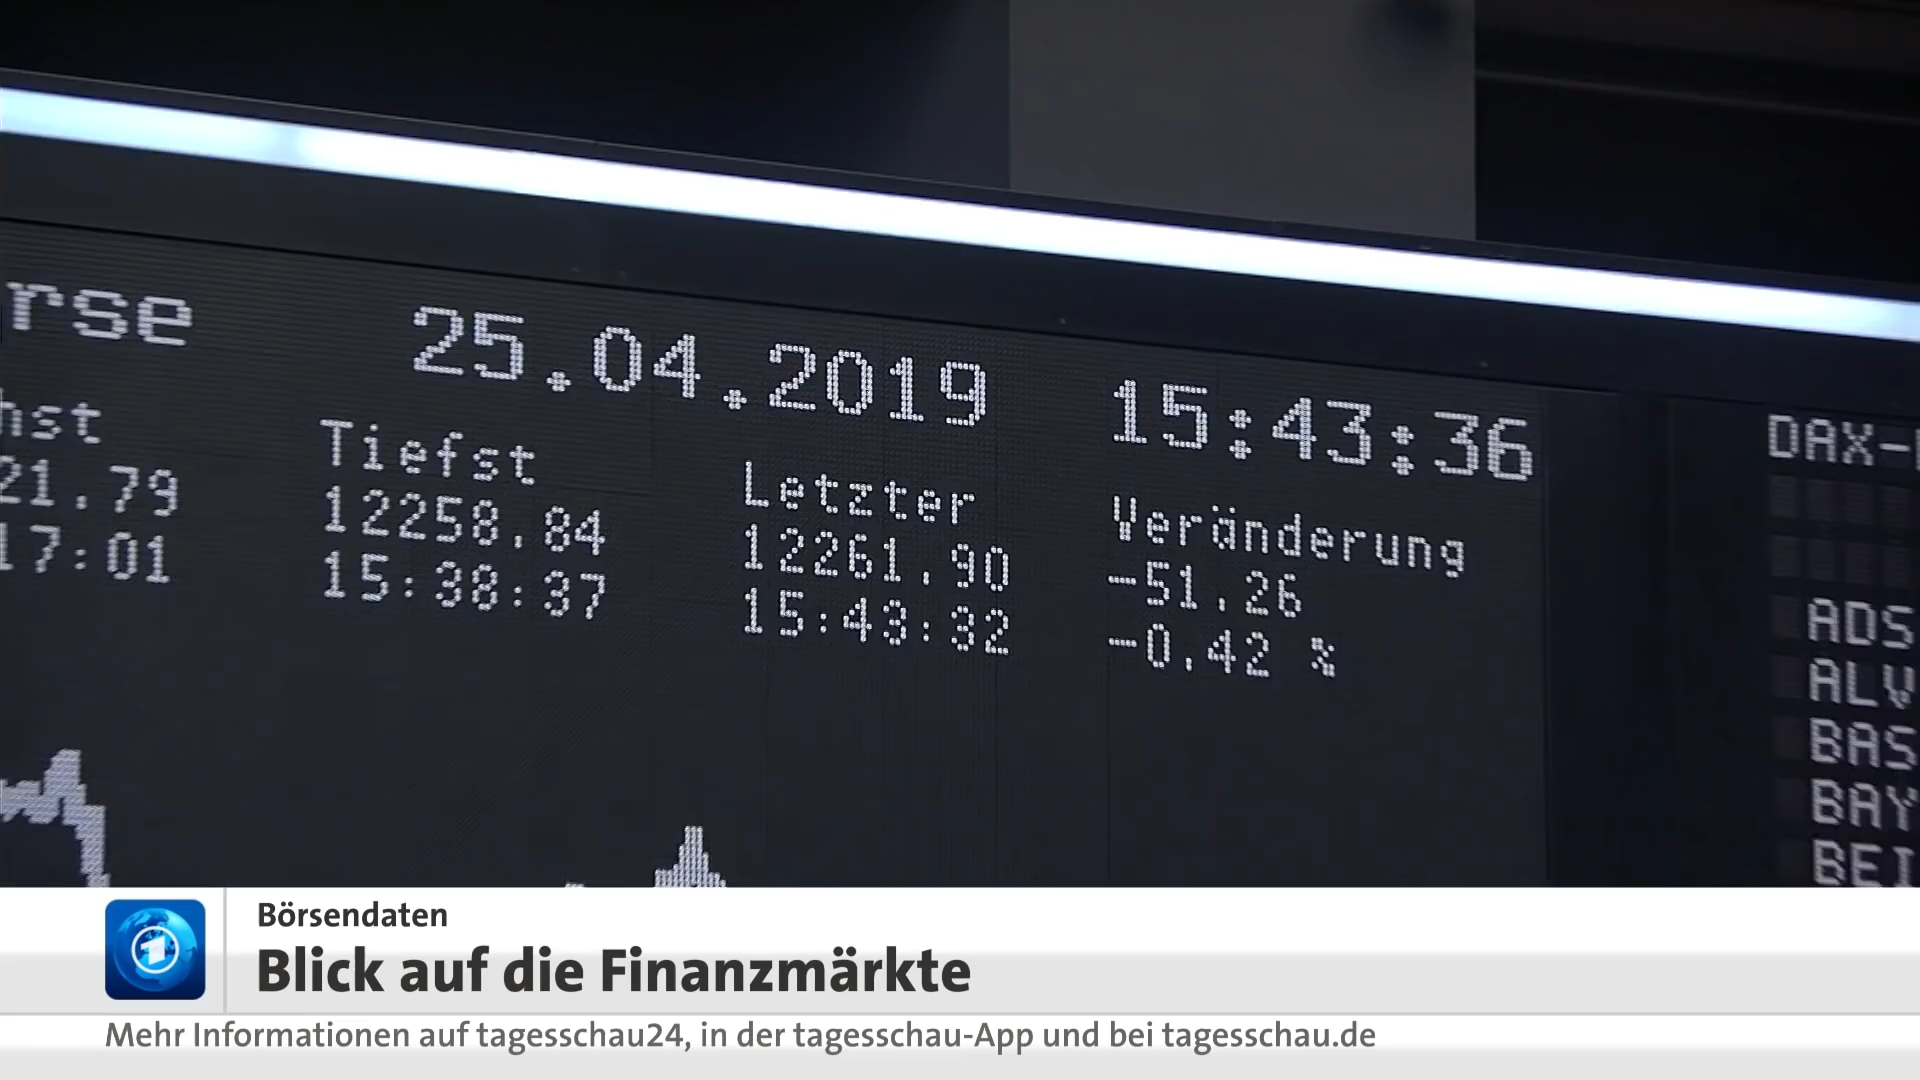 rse 25.04.2019 15:43:36
hst Tiefst Letzter Veränderung
21.79 12258.84 12261.90 -51.26
17:01 15:38:37 15:43:32 -0.42 %
DAX-
ADS
ALV
BAS
BAY
BEI
1
Börsendaten
Blick auf die Finanzmärkte
Mehr Informationen auf tagesschau24, in der tagesschau-App und bei tagesschau.de